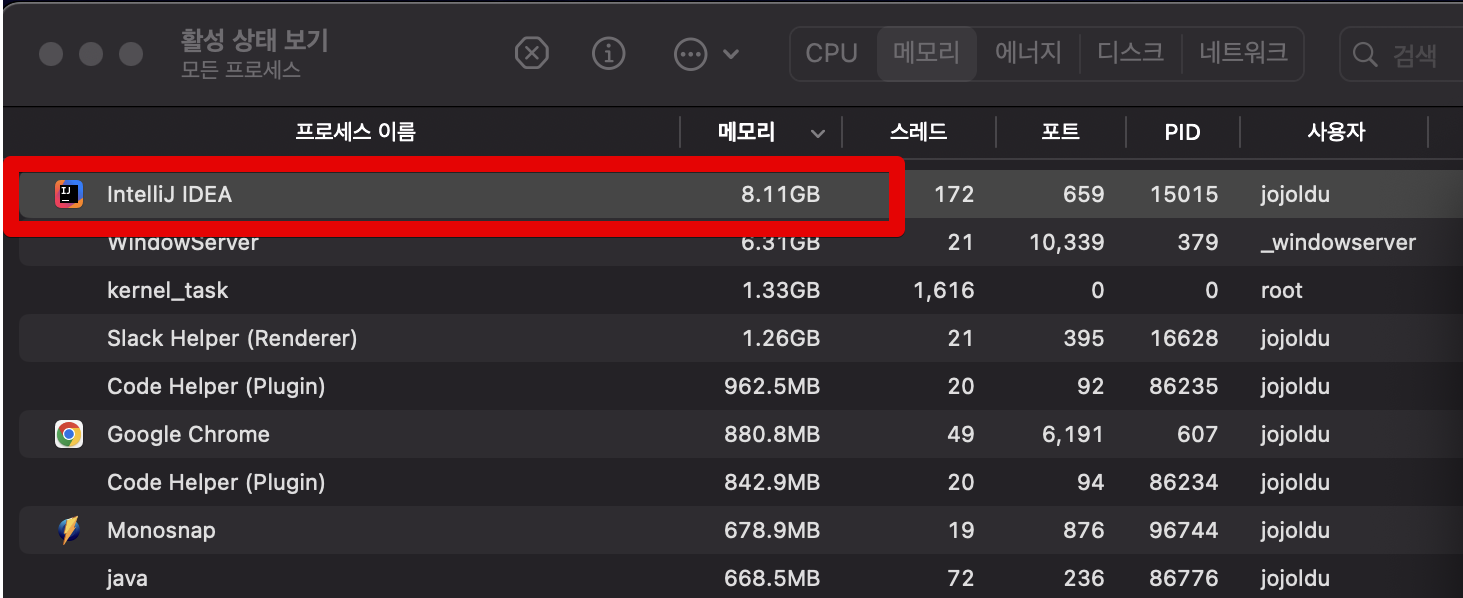 활성 상태 보기
모든 프로세스
CPU 메모리 에너지 디스크 네트워크 검색
프로세스 이름 메모리 스레드 포트 PID 사용자
IJ IntelliJ IDEA 8.11GB 172 659 15015 jojoldu
WindowServer 6.31GB 21 10,339 379 _windowserver
kernel_task 1.33GB 1,616 0 0 root
Slack Helper (Renderer) 1.26GB 21 395 16628 jojoldu
Code Helper (Plugin) 962.5MB 20 92 86235 jojoldu
Google Chrome 880.8MB 49 6,191 607 jojoldu
Code Helper (Plugin) 842.9MB 20 94 86234 jojoldu
Monosnap 678.9MB 19 876 96744 jojoldu
java 668.5MB 72 236 86776 jojoldu